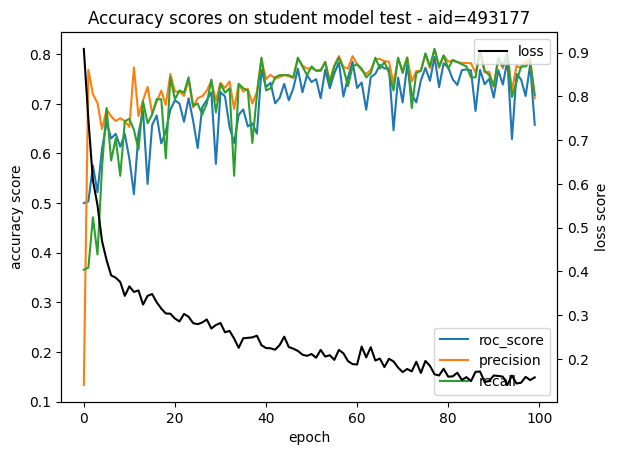 Accuracy scores on student model test - aid=493177
loss
0.8
0.7
0.6
0.5
0.4
0.3
0.2
0.1
accuracy score
0.9
0.8
0.7
0.6
0.5
0.4
0.3
0.2
loss score
roc_score
precision
recall
0
20
40
60
80
100
epoch